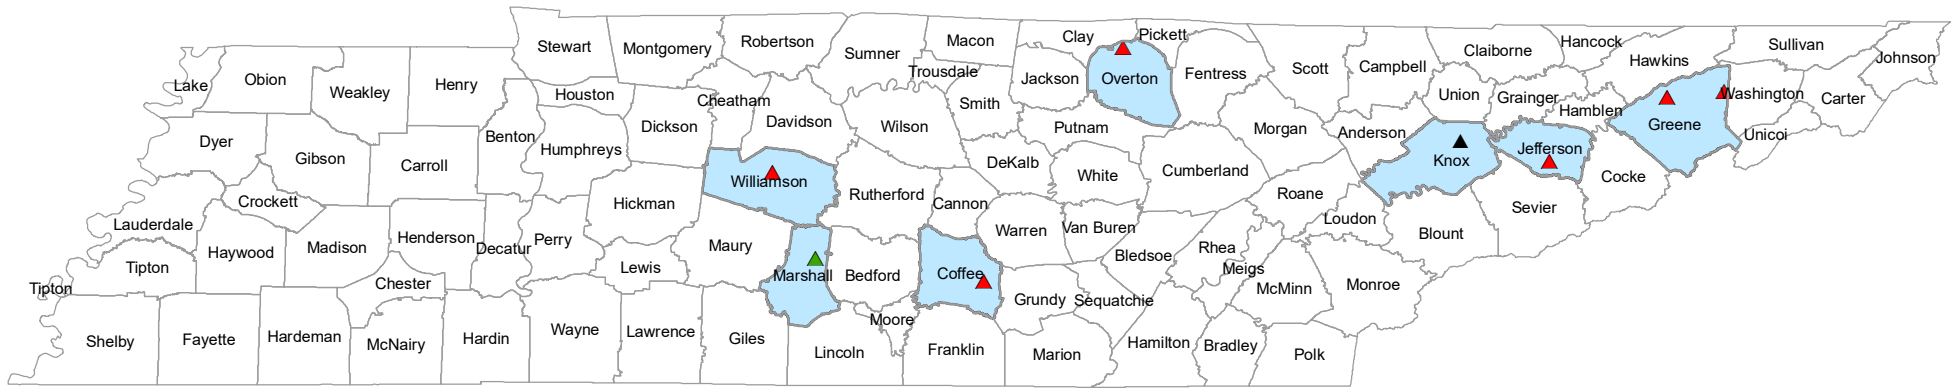 Stewart
Montgomery
Robertson
Sumner
Macon
Clay
Pickett
Claiborne
Hancock
Sullivan
Hawkins
Johnson
Lake
Obion
Weakley
Henry
Houston
Trousdale
Jackson
Overton
Fentress
Scott
Campbell
Union
Grainger
Hamblen
Washington
Carter
Cheatham
Smith
Dickson
Davidson
Wilson
Putnam
Morgan
Anderson
Greene
Unicoi
Dyer
Gibson
Carroll
Benton
Humphreys
DeKalb
White
Cumberland
Knox
Jefferson
Cocke
Williamson
Rutherford
Cannon
Roane
Loudon
Sevier
Crockett
Hickman
Lauderdale
Haywood
Madison
Henderson
Decatur
Perry
Maury
Warren
Van Buren
Blount
Tipton
Chester
Lewis
Marshall
Bedford
Coffee
Bledsoe
Rhea
Meigs
McMinn
Monroe
Tipton
Grundy
Sequatchie
Moore
Shelby
Fayette
Hardeman
McNairy
Hardin
Wayne
Lawrence
Giles
Lincoln
Franklin
Marion
Hamilton
Bradley
Polk